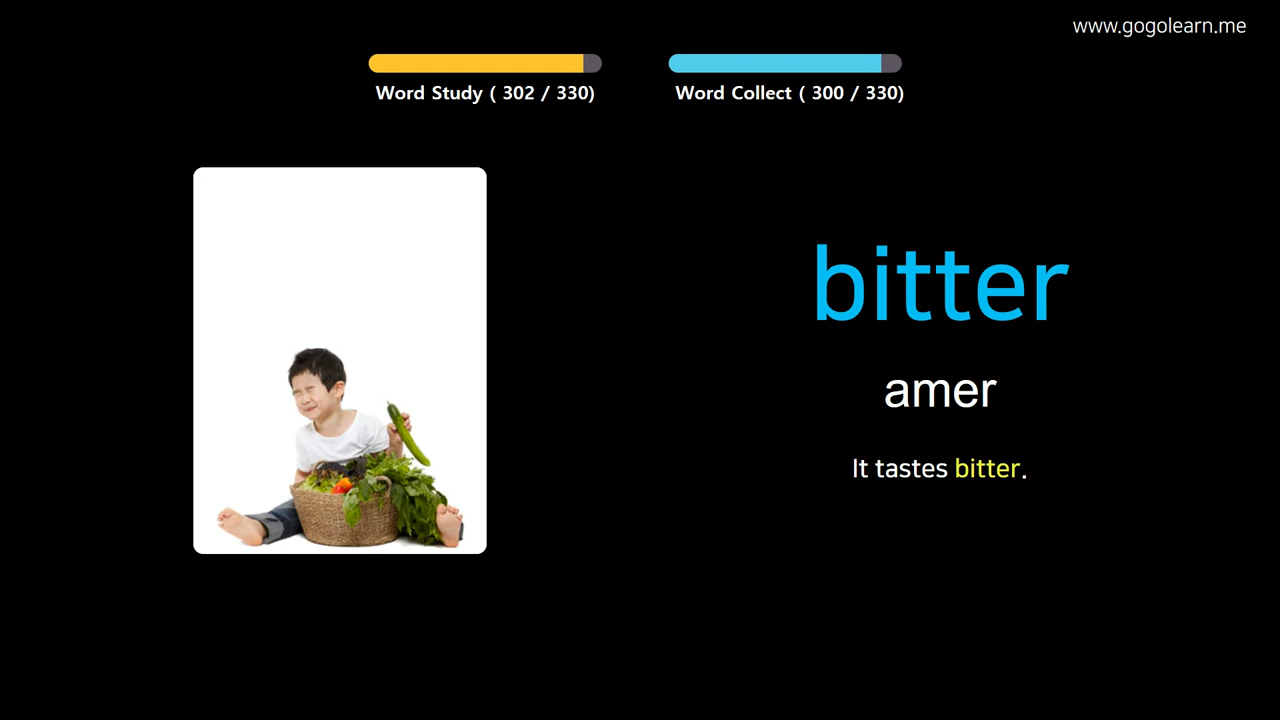 www.gogolearn.me
Word Study ( 302 / 330)
Word Collect ( 300 / 330)
bitter
amer
It tastes bitter.